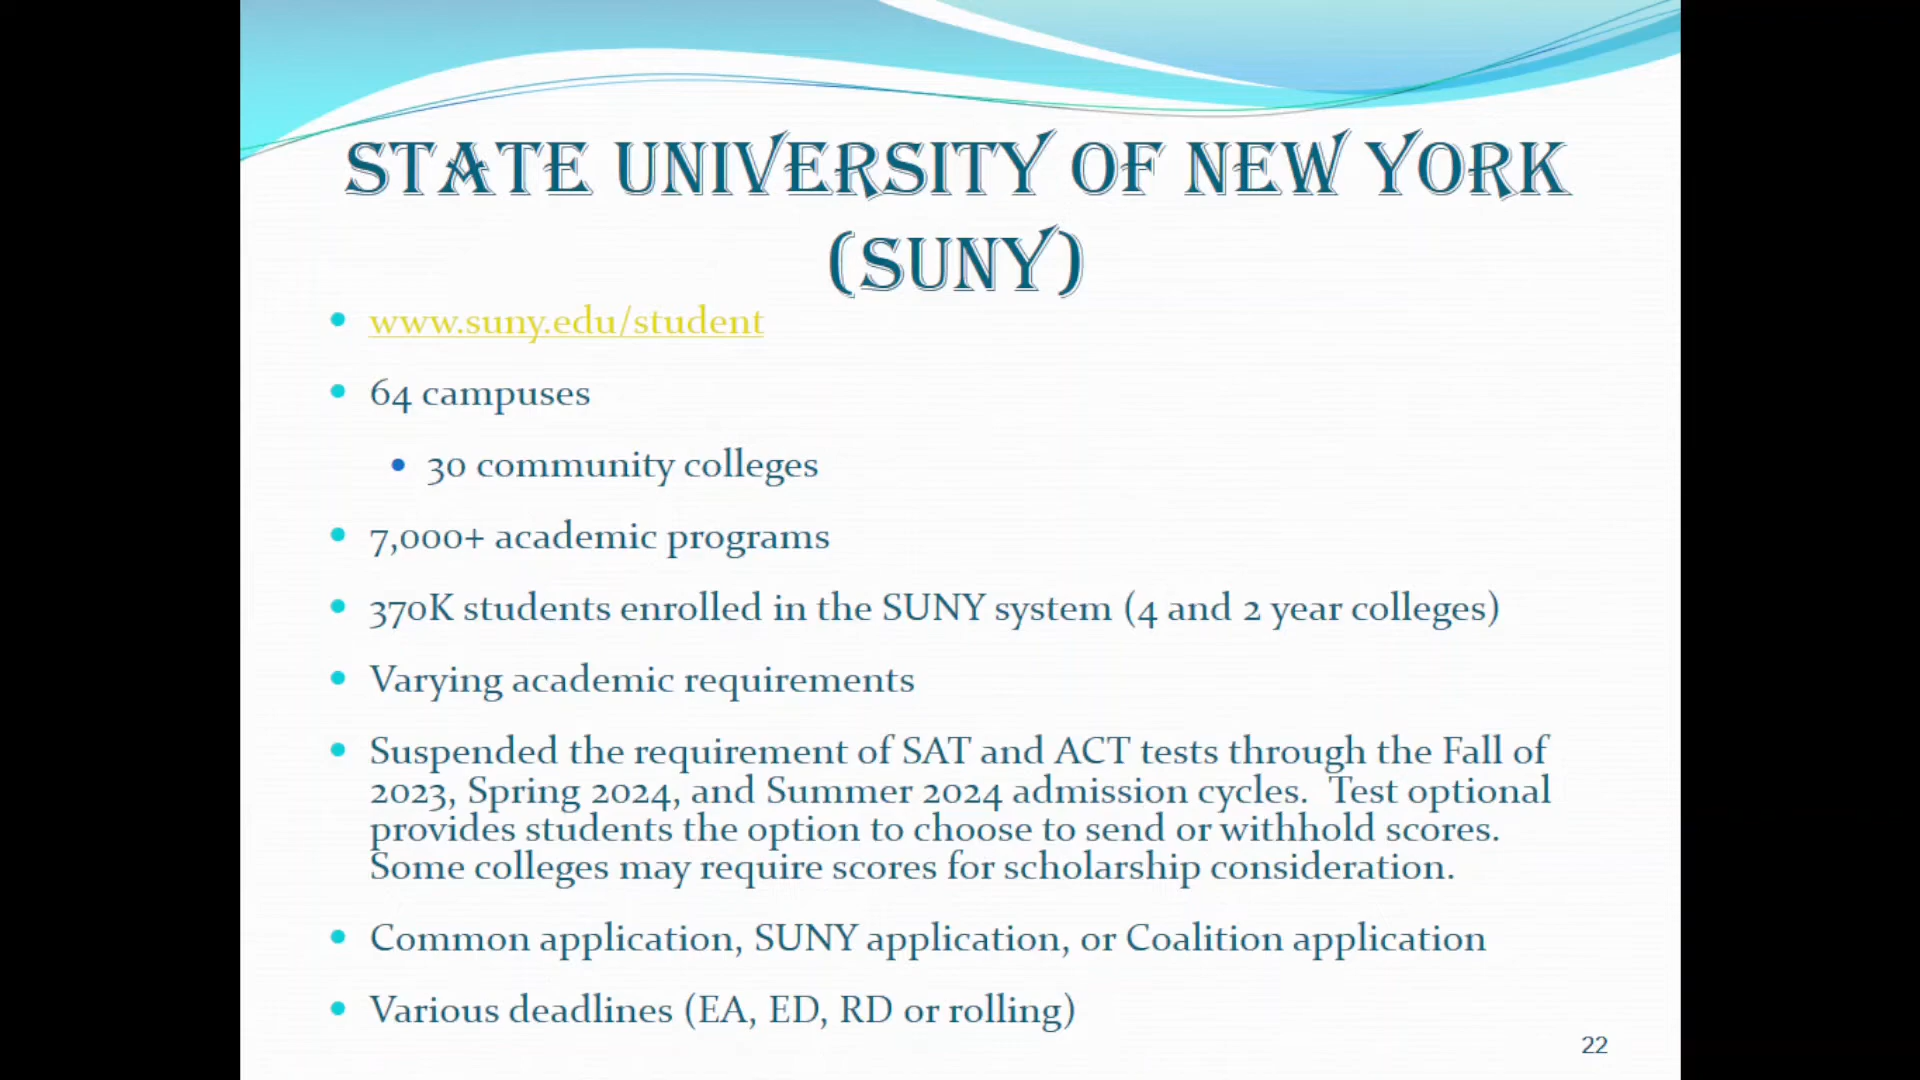 STATE UNIVERSITY OF NEW YORK
(SUNY)
• www.suny.edu/student
• 64 campuses
• 30 community colleges
• 7,000+ academic programs
• 370K students enrolled in the SUNY system (4 and 2 year colleges)
• Varying academic requirements
• Suspended the requirement of SAT and ACT tests through the Fall of
2023, Spring 2024, and Summer 2024 admission cycles.  Test optional
provides students the option to choose to send or withhold scores.
Some colleges may require scores for scholarship consideration.
• Common application, SUNY application, or Coalition application
• Various deadlines (EA, ED, RD or rolling)
22